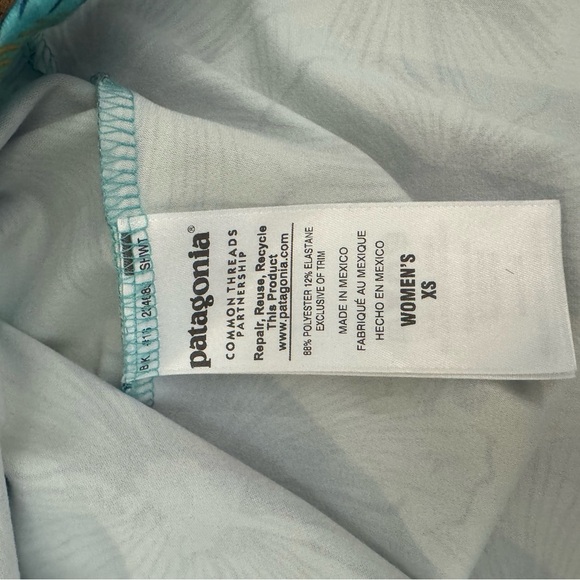 patagonia®
COMMON THREADS
PARTNERSHIP
Repair, Reuse, Recycle
This Product
www.patagonia.com
88% POLYESTER 12% ELASTANE
EXCLUSIVE OF TRIM
MADE IN MEXICO
FABRIQUÉ AU MEXIQUE
HECHO EN MEXICO
WOMEN'S
XS